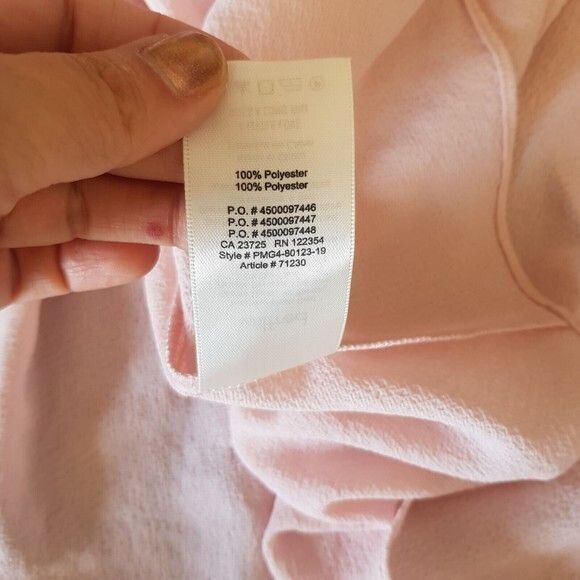 100% Polyester
100% Polyester
P.O. # 4500097446
P.O. # 4500097447
P.O. # 4500097448
CA 23725 RN 122354
Style # PMG4-80123-19
Article # 71230